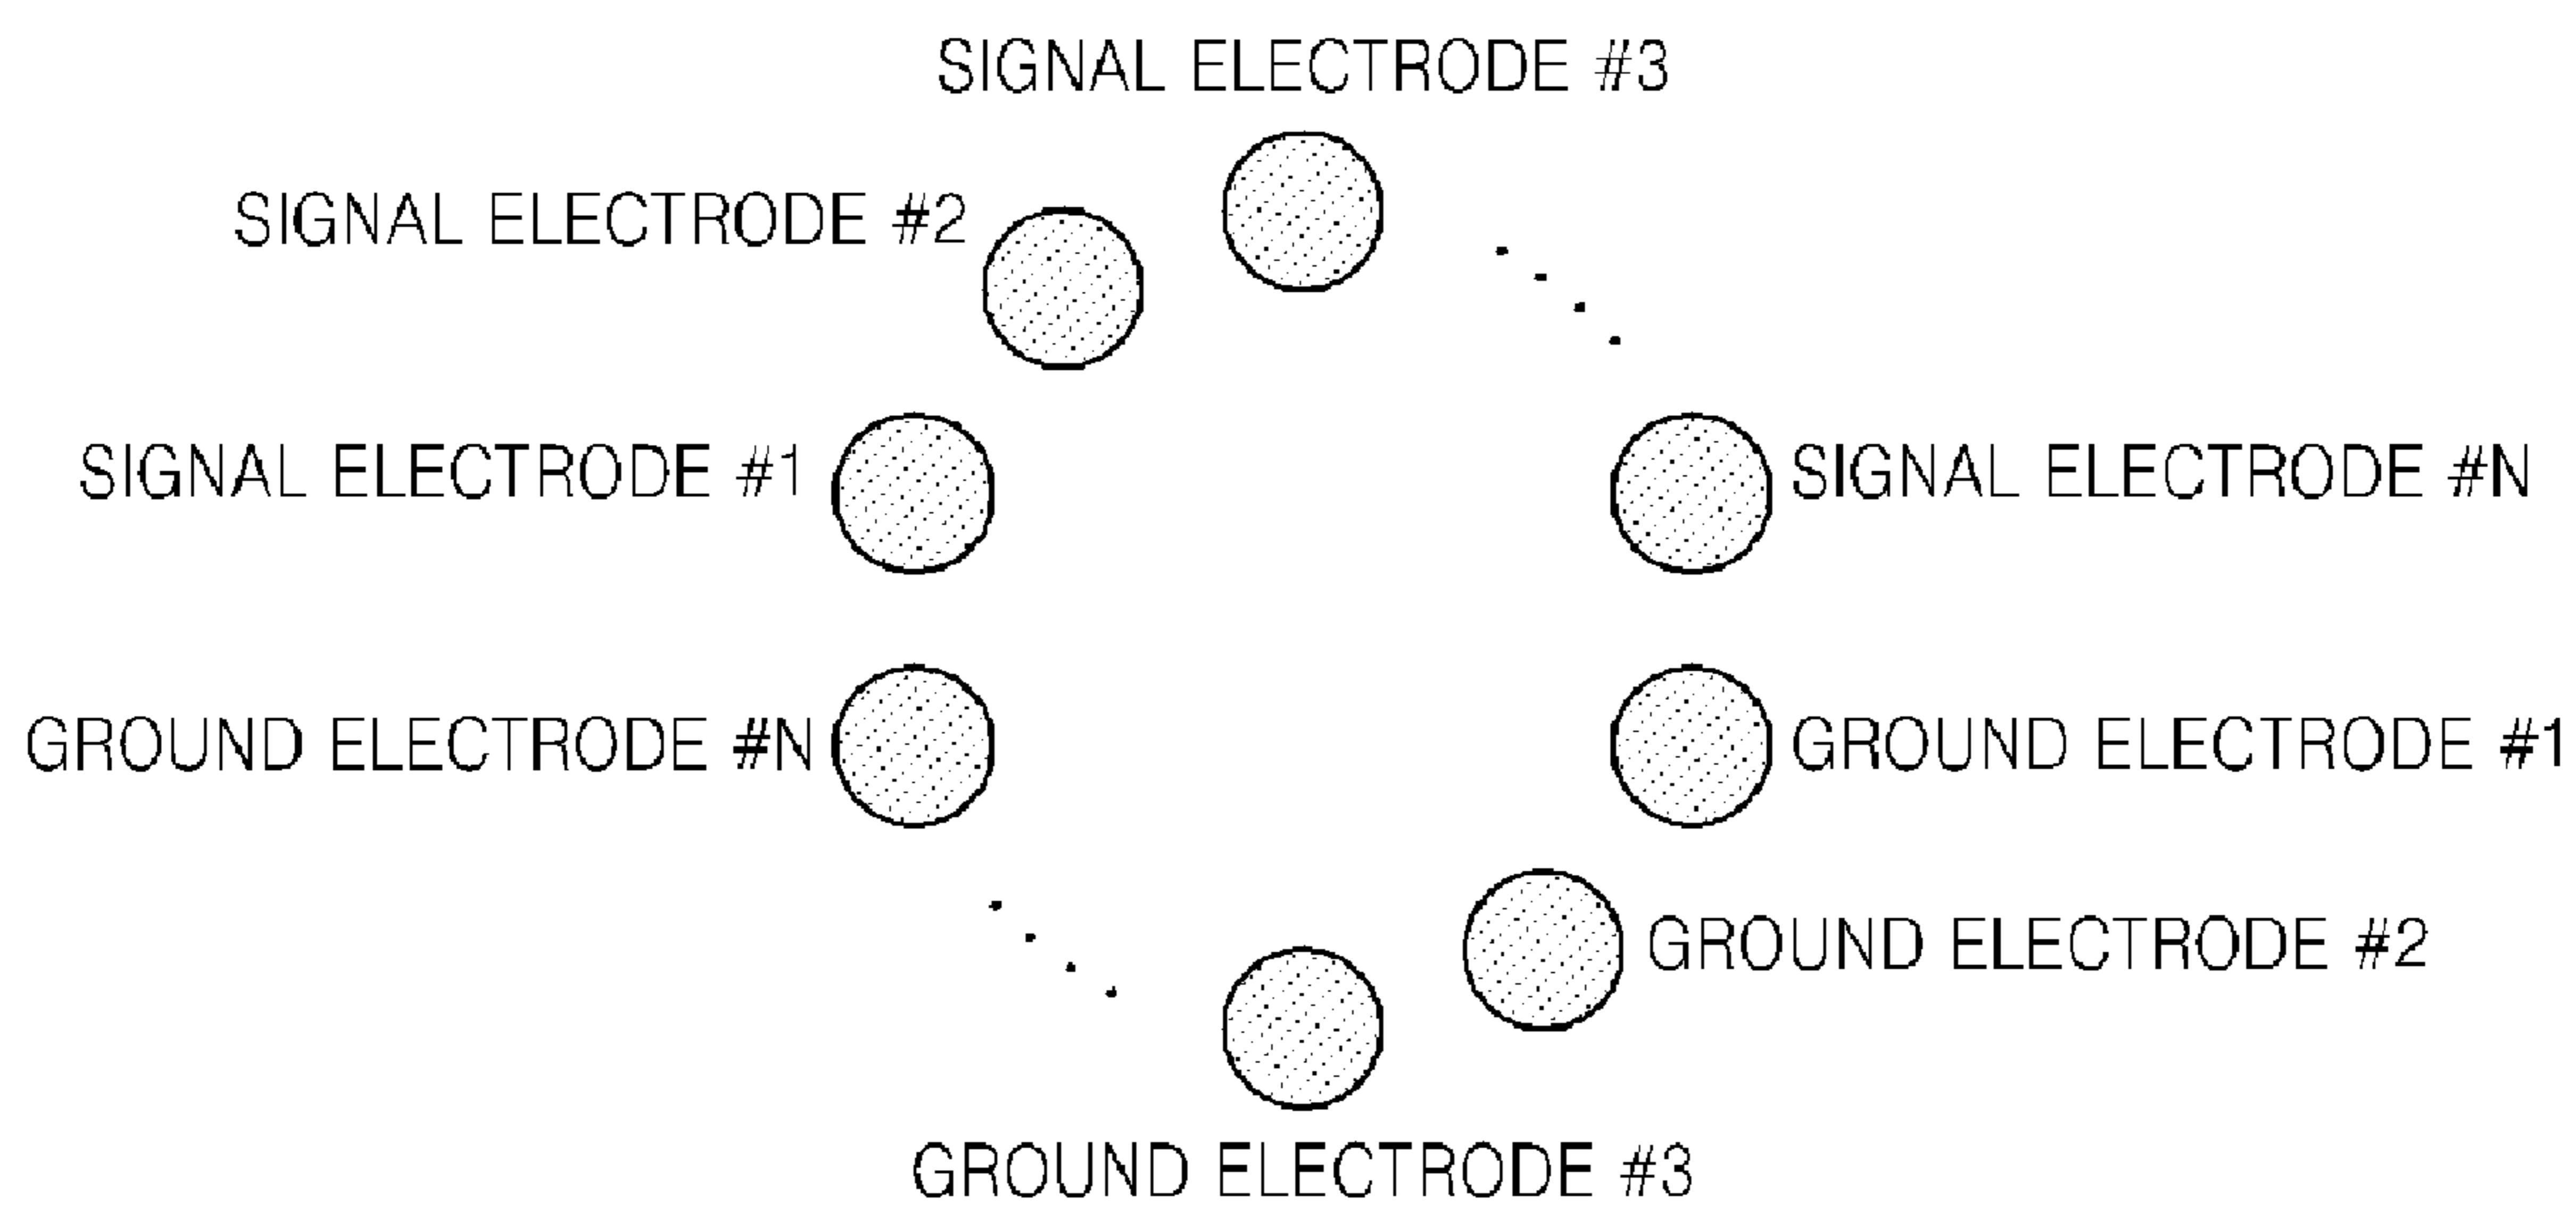 SIGNAL ELECTRODE #3
SIGNAL ELECTRODE #2
SIGNAL ELECTRODE #1
SIGNAL ELECTRODE #N
GROUND ELECTRODE #N
GROUND ELECTRODE #1
GROUND ELECTRODE #2
GROUND ELECTRODE #3